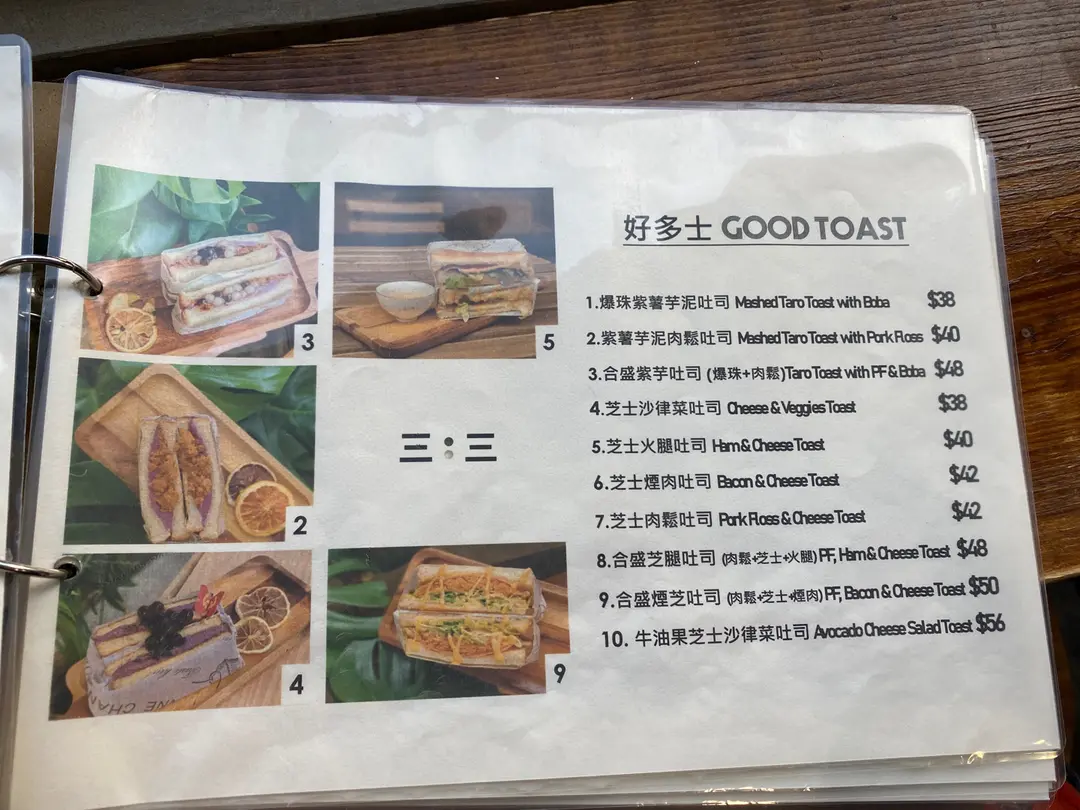 好多士 GOOD TOAST
1.爆珠紫薯芋泥吐司 Mashed Taro Toast with Boba $38
2.紫薯芋泥肉鬆吐司 Mashed Taro Toast with Pork Floss $40
3.合盛紫芋吐司 (爆珠+肉鬆)Taro Toast with PF & Boba $48
4.芝士沙律菜吐司 Cheese & Veggies Toast $38
5.芝士火腿吐司 Ham & Cheese Toast $40
6.芝士煙肉吐司 Bacon & Cheese Toast $42
7.芝士肉鬆吐司 Pork Floss & Cheese Toast $42
8.合盛芝腿吐司 (肉鬆+芝士+火腿) PF, Ham & Cheese Toast $48
9.合盛煙芝吐司 (肉鬆+芝士+煙肉) PF, Bacon & Cheese Toast $50
10. 牛油果芝士沙律菜吐司 Avocado Cheese Salad Toast $56
3
5
三:三
2
4
9